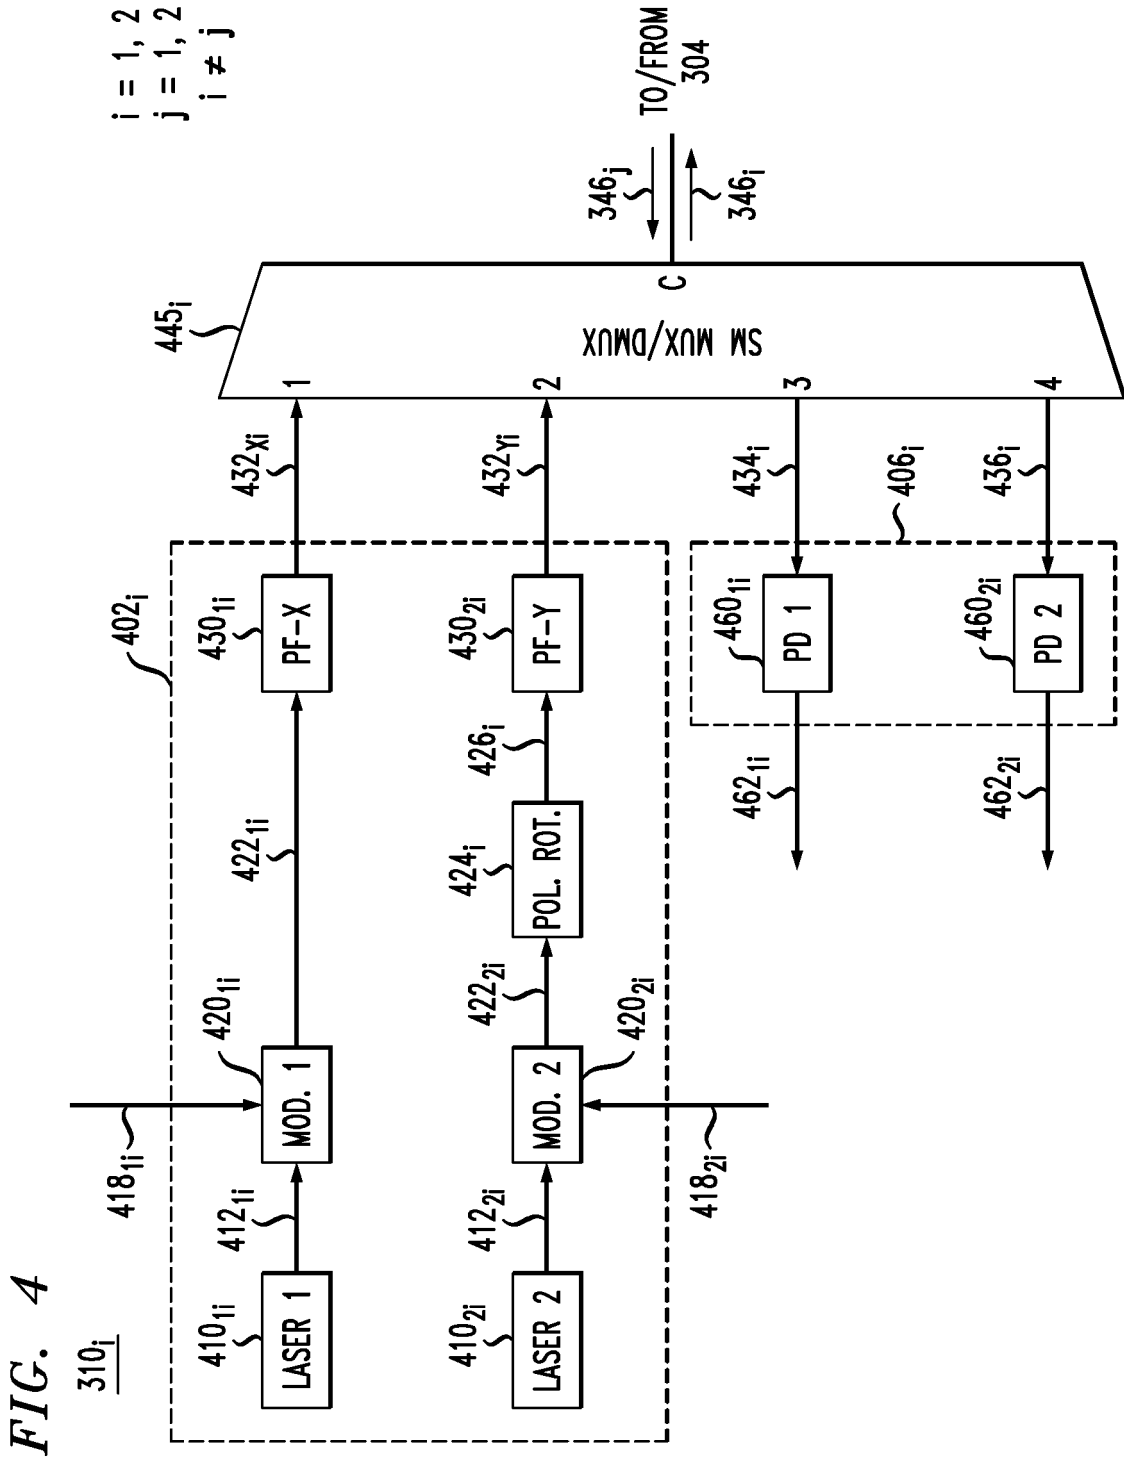 FIG. 4
310i
i = 1, 2
j = 1, 2
i ≠ j
402i
418₁i
410₁i
LASER 1
412₁i
420₁i
MOD. 1
422₁i
430₁i
PF-X
432Xi
1
445i
410₂i
LASER 2
412₂i
MOD. 2
420₂i
418₂i
422₂i
424i
POL. ROT.
426i
430₂i
PF-Y
432Yi
2
SM MUX/DMUX
C
346j
346i
TO/FROM
304
462₁i
460₁i
PD 1
434i
3
406i
462₂i
460₂i
PD 2
436i
4